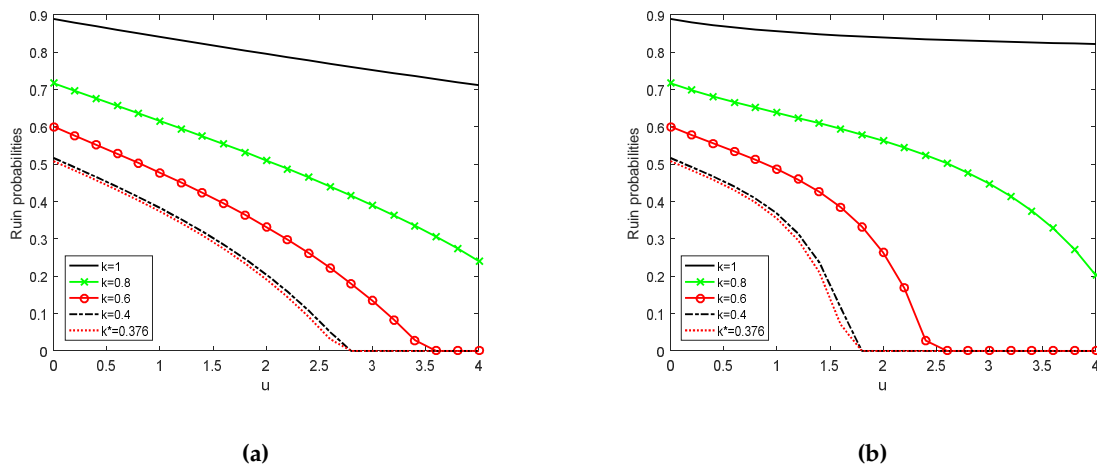 0.9
0.8
0.7
0.6
0.5
0.4
0.3
0.2
0.1
0
Ruin probabilities
k=1
k=0.8
k=0.6
k=0.4
k*=0.376
0 0.5 1 1.5 2 2.5 3 3.5 4
u
(a)
0.9
0.8
0.7
0.6
0.5
0.4
0.3
0.2
0.1
0
Ruin probabilities
k=1
k=0.8
k=0.6
k=0.4
k*=0.376
0 0.5 1 1.5 2 2.5 3 3.5 4
u
(b)